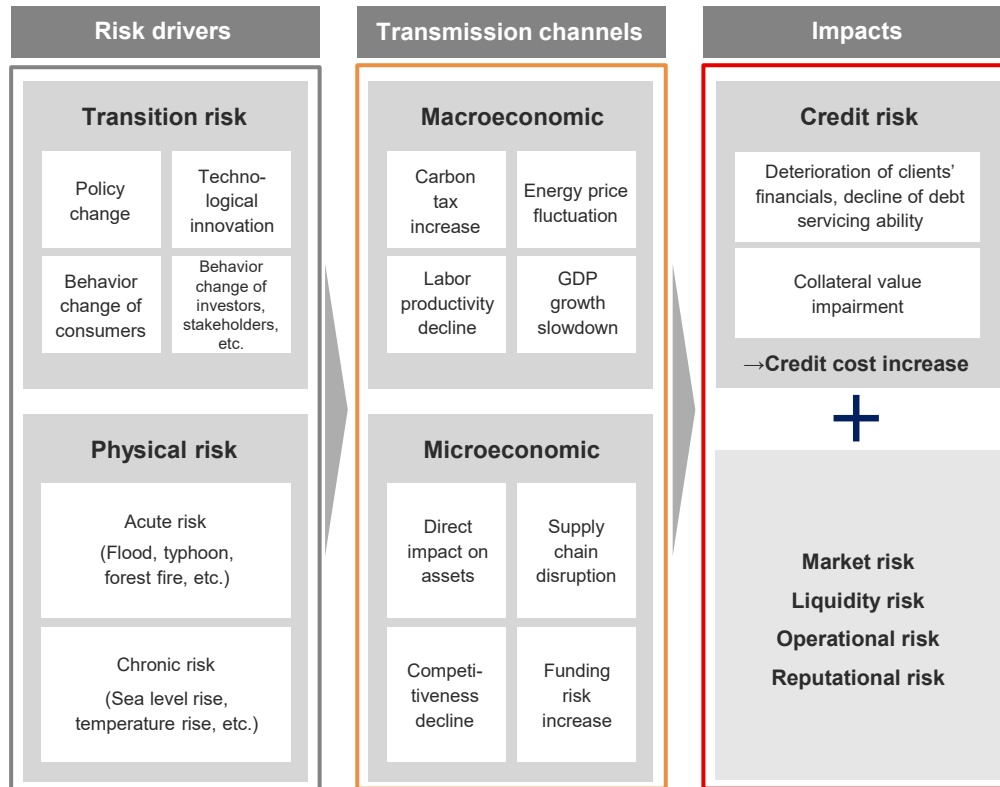 Risk drivers
Transition risk
Policy
change
Techno-
logical
innovation
Behavior
change of
consumers
Behavior
change of
investors,
stakeholders,
etc.
Physical risk
Acute risk
(Flood, typhoon,
forest fire, etc.)
Chronic risk
(Sea level rise,
temperature rise, etc.)
Transmission channels
Macroeconomic
Carbon
tax
increase
Energy price
fluctuation
Labor
productivity
decline
GDP
growth
slowdown
Microeconomic
Direct
impact on
assets
Supply
chain
disruption
Competi-
tiveness
decline
Funding
risk
increase
Impacts
Credit risk
Deterioration of clients’
financials, decline of debt
servicing ability
Collateral value
impairment
→Credit cost increase
+
Market risk
Liquidity risk
Operational risk
Reputational risk